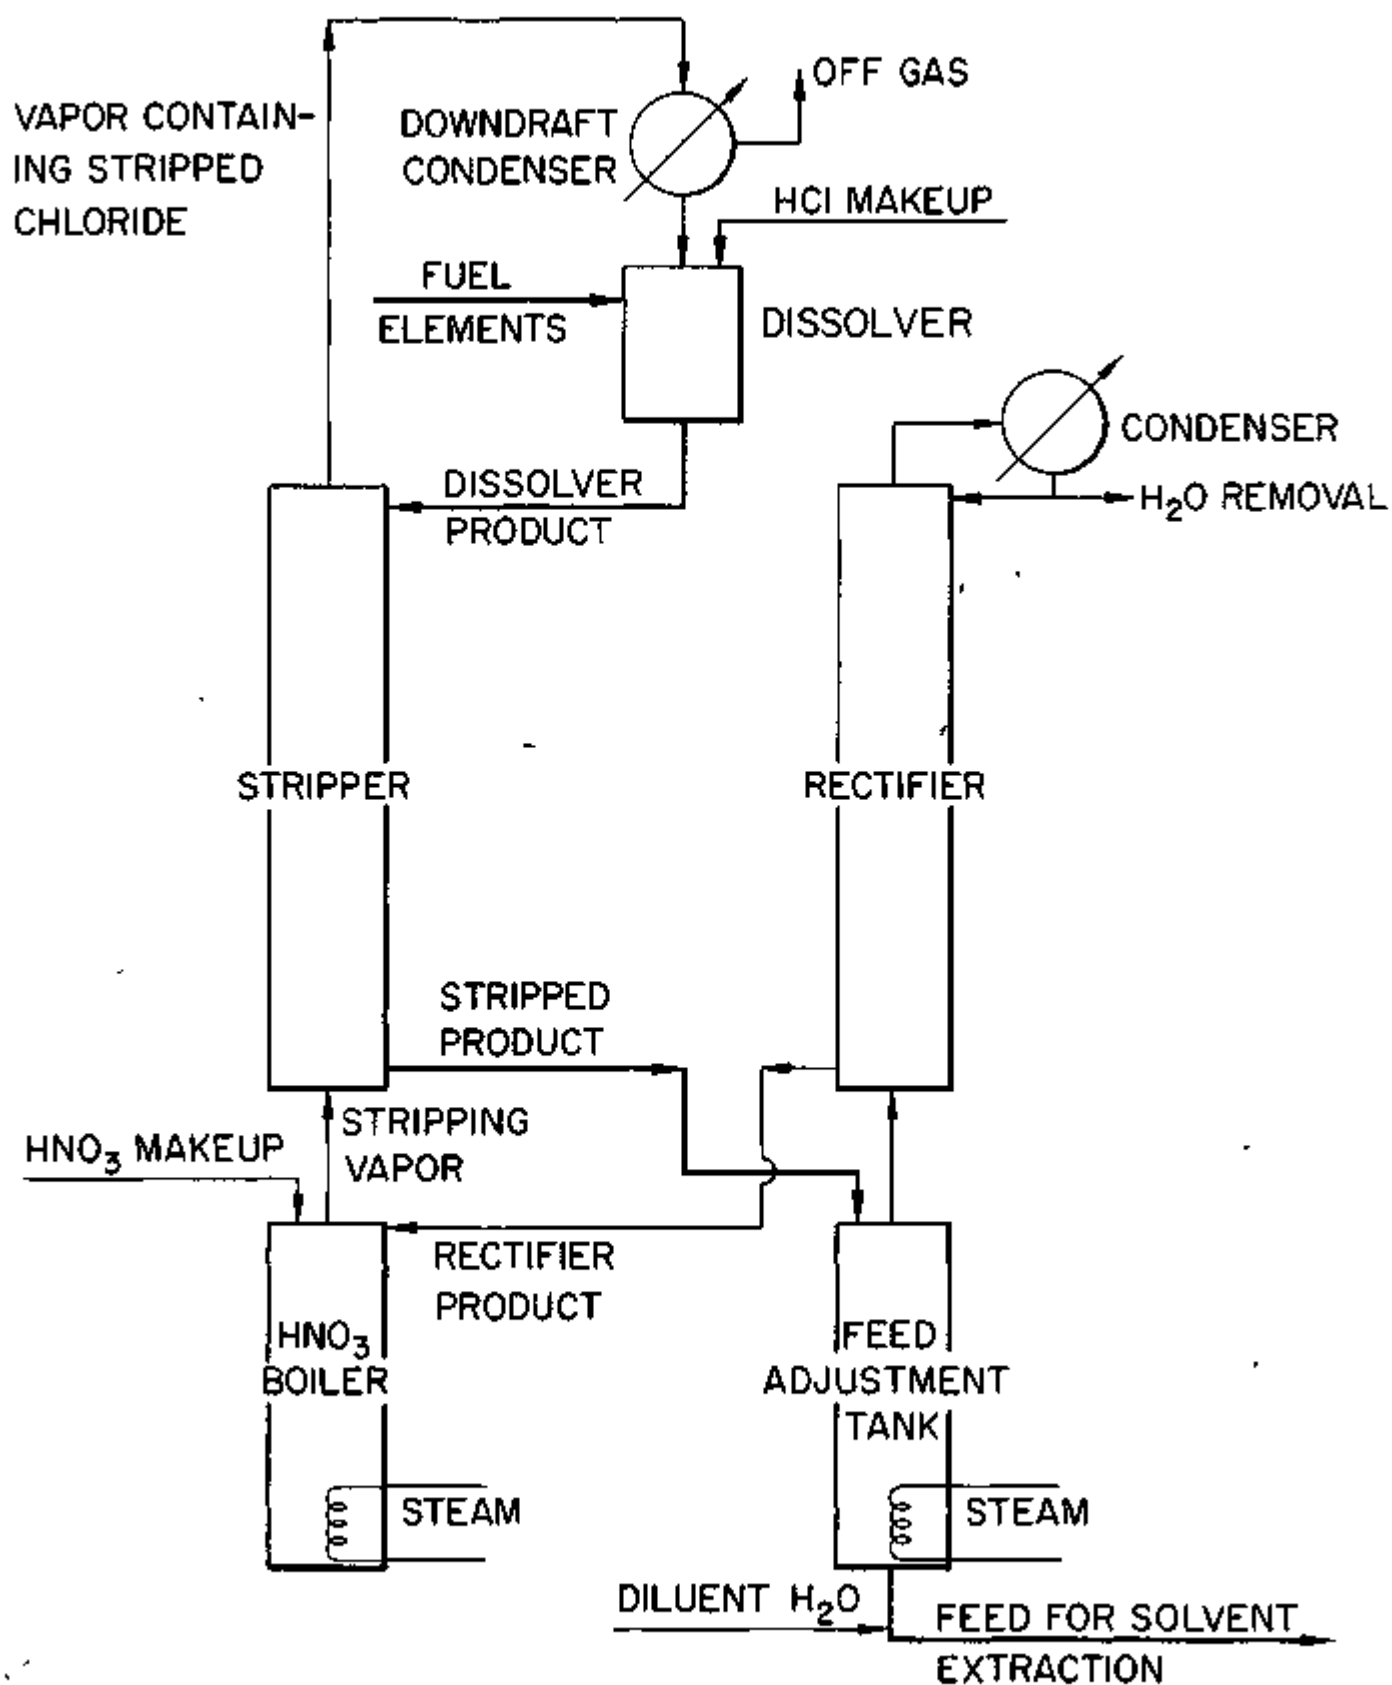 OFF GAS
VAPOR CONTAIN-
ING STRIPPED
CHLORIDE
DOWNDRAFT
CONDENSER
HCl MAKEUP
FUEL
ELEMENTS
DISSOLVER
CONDENSER
DISSOLVER
PRODUCT
H₂O REMOVAL
STRIPPER
RECTIFIER
STRIPPED
PRODUCT
STRIPPING
VAPOR
HNO₃ MAKEUP
RECTIFIER
PRODUCT
HNO₃
BOILER
FEED
ADJUSTMENT
TANK
STEAM
STEAM
DILUENT H₂O
FEED FOR SOLVENT
EXTRACTION